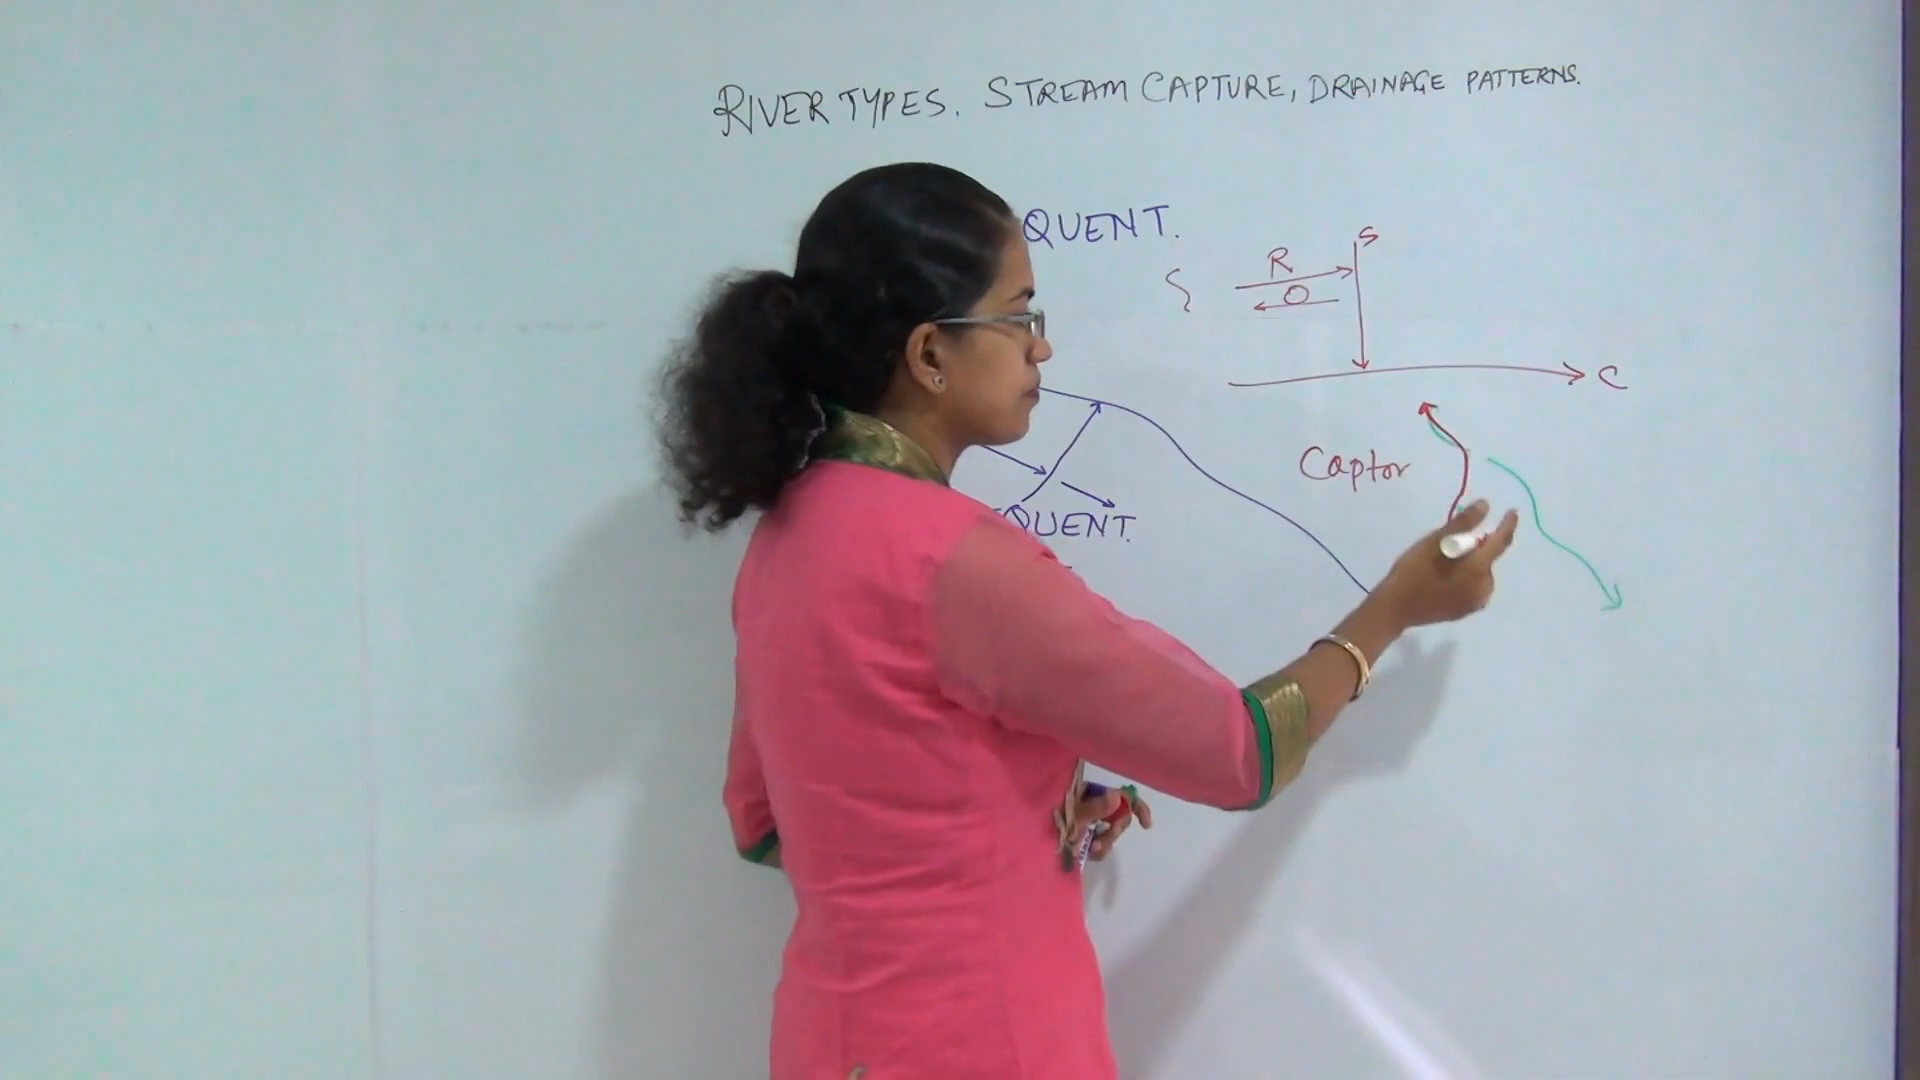 RIVER TYPES. STREAM CAPTURE, DRAINAGE PATTERNS.
QUENT.
S
R
O
C
Captor
QUENT.